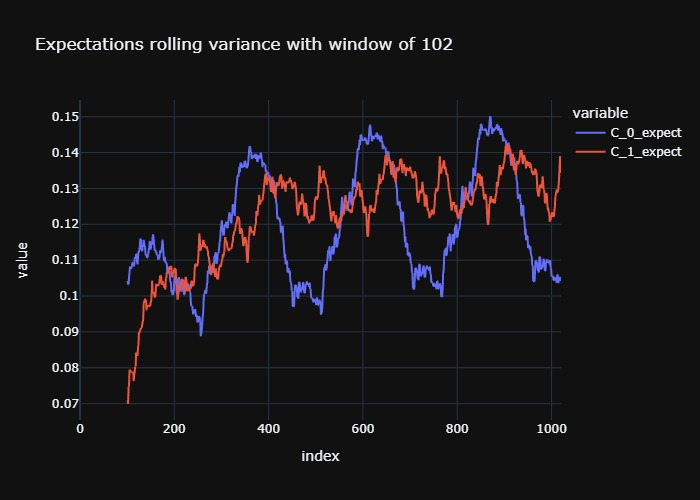 Expectations rolling variance with window of 102
variable
C_0_expect
C_1_expect
value
0.15
0.14
0.13
0.12
0.11
0.1
0.09
0.08
0.07
0 200 400 600 800 1000
index